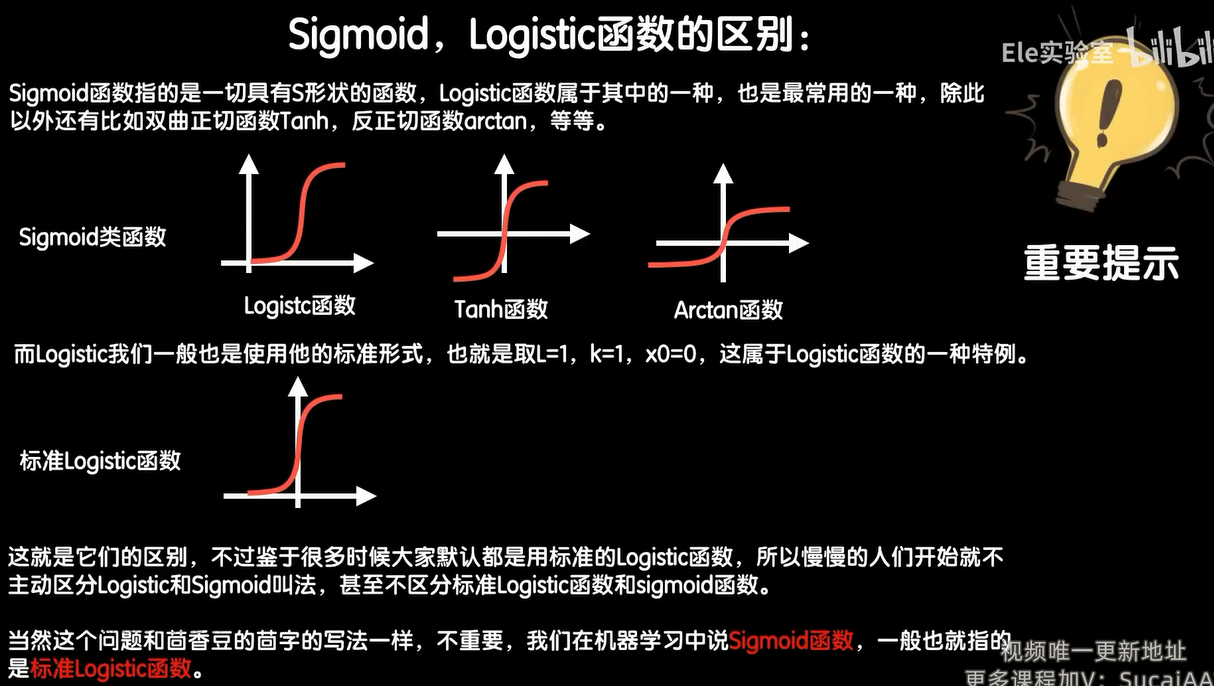 Sigmoid，Logistic函数的区别：
Ele实验室 bilibili
Sigmoid函数指的是一切具有S形状的函数，Logistic函数属于其中的一种，也是最常用的一种，除此
以外还有比如双曲正切函数Tanh，反正切函数arctan，等等。
Sigmoid类函数
Logistc函数
Tanh函数
Arctan函数
重要提示
而Logistic我们一般也是使用他的标准形式，也就是取L=1，k=1，x0=0，这属于Logistic函数的一种特例。
标准Logistic函数
这就是它们的区别，不过鉴于很多时候大家默认都是用标准的Logistic函数，所以慢慢的人们开始就不
主动区分Logistic和Sigmoid叫法，甚至不区分标准Logistic函数和sigmoid函数。
当然这个问题和茴香豆的茴字的写法一样，不重要，我们在机器学习中说Sigmoid函数，一般也就指的
是标准Logistic函数。
视频唯一更新地址
更多课程加V：SucaiAA